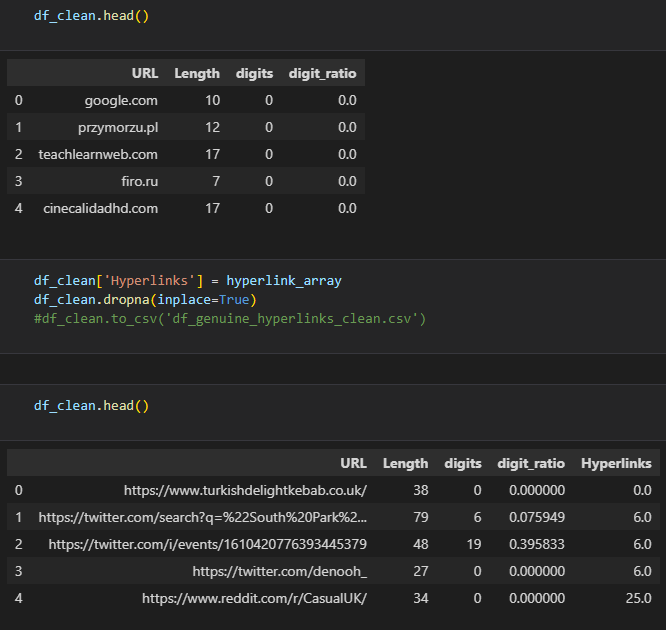 df_clean.head()
URL Length digits digit_ratio
0 google.com 10 0 0.0
1 przymorzu.pl 12 0 0.0
2 teachlearnweb.com 17 0 0.0
3 firo.ru 7 0 0.0
4 cinecalidadhd.com 17 0 0.0
df_clean['Hyperlinks'] = hyperlink_array
df_clean.dropna(inplace=True)
#df_clean.to_csv('df_genuine_hyperlinks_clean.csv')
df_clean.head()
URL Length digits digit_ratio Hyperlinks
0 https://www.turkishdelightkebab.co.uk/ 38 0 0.000000 0.0
1 https://twitter.com/search?q=%22South%20Park%2... 79 6 0.075949 6.0
2 https://twitter.com/i/events/1610420776393445379 48 19 0.395833 6.0
3 https://twitter.com/denooh_ 27 0 0.000000 6.0
4 https://www.reddit.com/r/CasualUK/ 34 0 0.000000 25.0